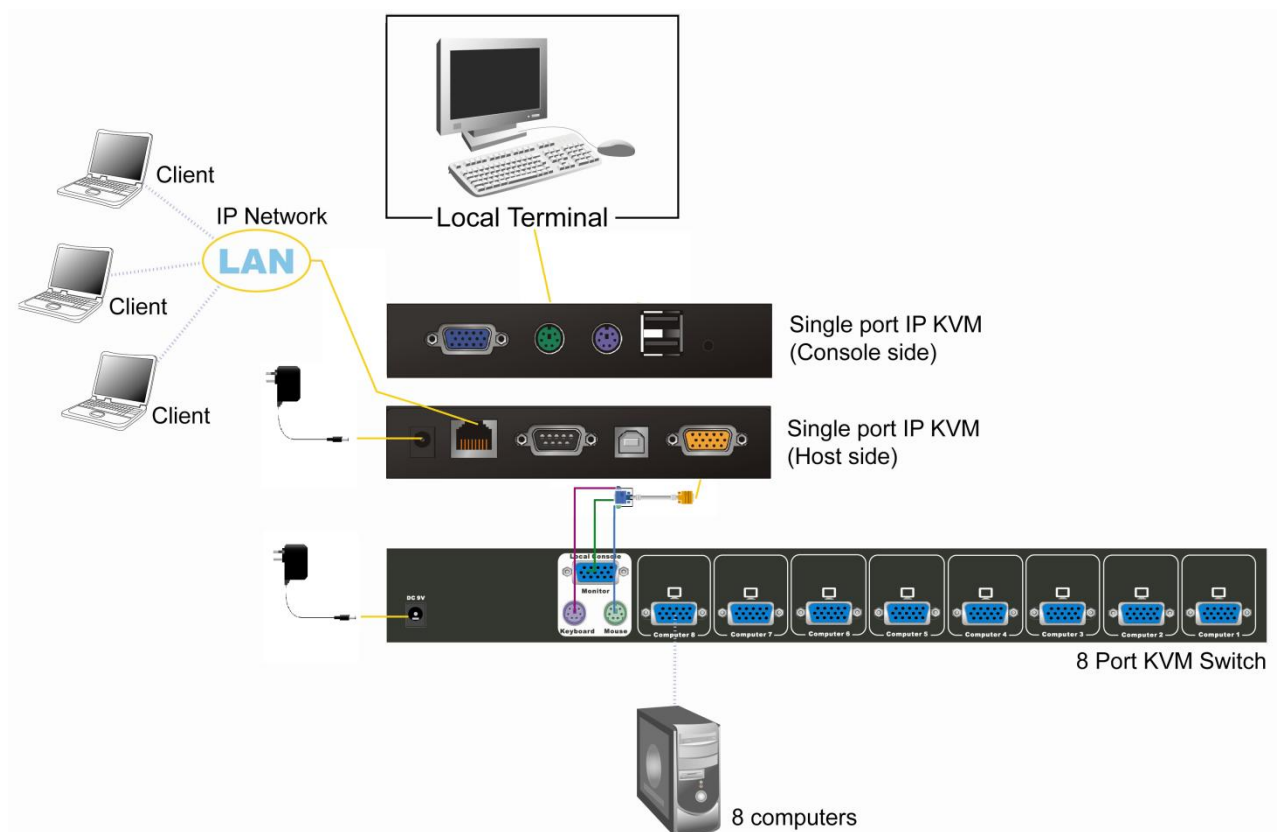 Client
IP Network
LAN
Client
Client
Local Terminal
Single port IP KVM
(Console side)
Single port IP KVM
(Host side)
DC 9V
Local Console
Monitor
Keyboard
Mouse
Computer 8
Computer 7
Computer 6
Computer 5
Computer 4
Computer 3
Computer 2
Computer 1
8 Port KVM Switch
8 computers